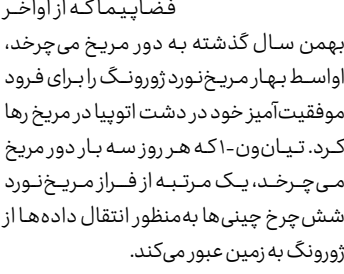 فضاپیما که از اواخر
بهمن سال گذشته به دور مریخ می‌چرخد،
اواسط بهار مریخ‌نورد ژورونگ را برای فرود
موفقیت‌آمیز خود در دشت اتوپیا در مریخ رها
کرد. تیان‌ون-۱ که هر روز سه بار دور مریخ
می‌چرخد، یک مرتبه از فراز مریخ‌نورد
شش‌چرخ چینی‌ها به‌منظور انتقال داده‌ها از
ژورونگ به زمین عبور می‌کند.